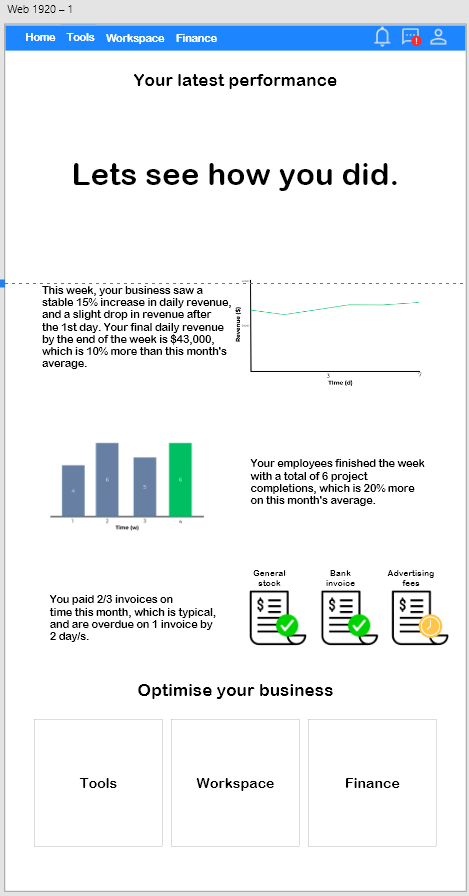 Web 1920 – 1
Home Tools Workspace Finance
!
Your latest performance
Lets see how you did.
This week, your business saw a
stable 15% increase in daily revenue,
and a slight drop in revenue after
the 1st day. Your final daily revenue
by the end of the week is $43,000,
which is 10% more than this month's
average.
Revenue ($)
3
7
Time (d)
4
6
5
6
1 2 3 4
Time (w)
Your employees finished the week
with a total of 6 project
completions, which is 20% more
on this month's average.
You paid 2/3 invoices on
time this month, which is typical,
and are overdue on 1 invoice by
2 day/s.
General
stock
Bank
invoice
Advertising
fees
$
$
$
Optimise your business
Tools
Workspace
Finance